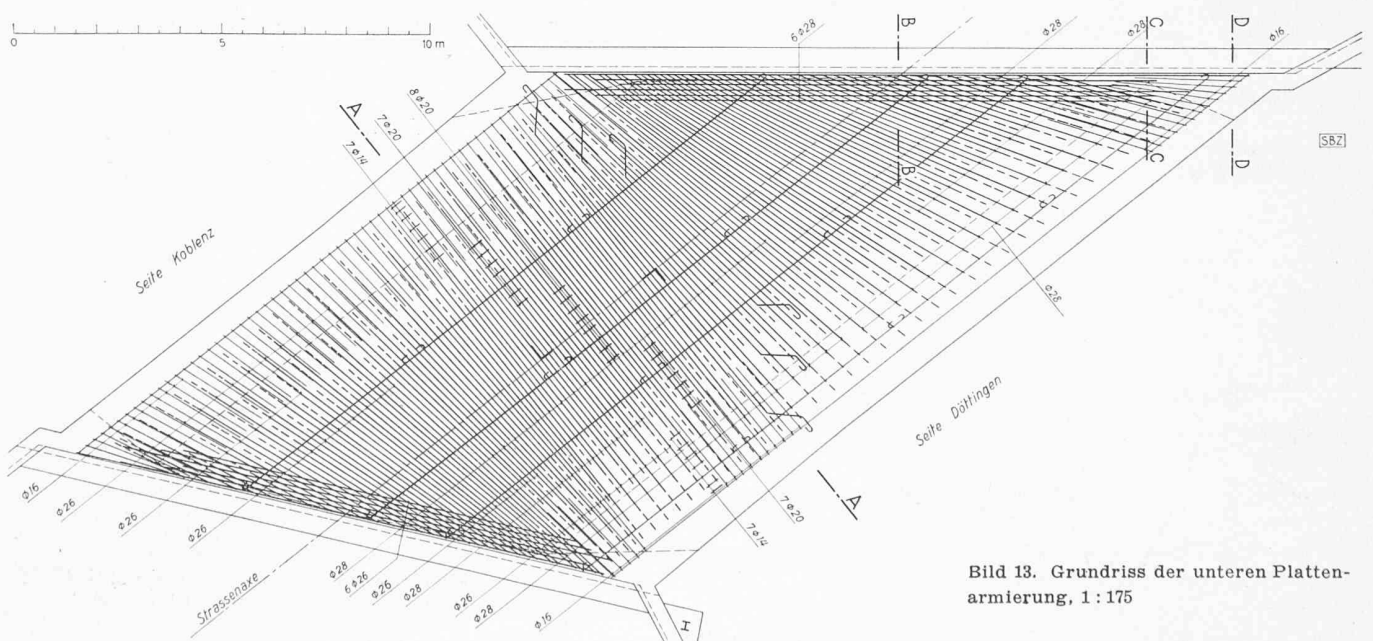 0 5 10 m
B
C
D
6 Φ 28
Φ 28
Φ 28
Φ 16
A
8 Φ 20
7 Φ 20
7 Φ 14
C
D
B
SBZ
Seite Koblenz
Φ 28
Seite Döttingen
Φ 16
Φ 26
Φ 26
Φ 26
Strassenaxe
Φ 28
6 Φ 26
Φ 26
Φ 28
Φ 26
Φ 28
Φ 16
A
7 Φ 20
7 Φ 14
H
Bild 13. Grundriss der unteren Platten-
armierung, 1 : 175